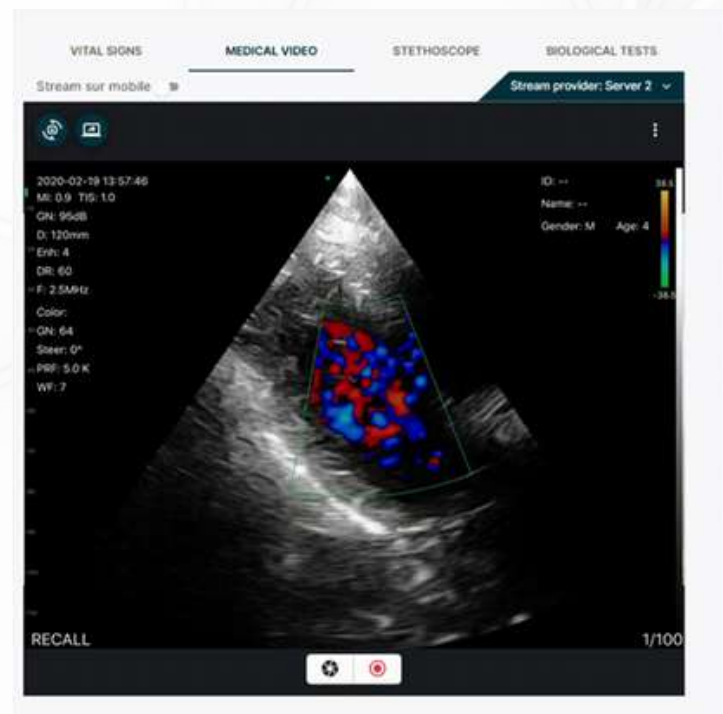 VITAL SIGNS
MEDICAL VIDEO
STETHOSCOPE
BIOLOGICAL TESTS
Stream sur mobile
Stream provider: Server 2
2020-02-19 13:57:46
MI: 0.9 TIS: 1.0
GN: 95dB
D: 120mm
Enh: 4
DR: 60
F: 2.5MHz
Color:
GN: 64
Steer: 0°
PRF: 5.0 K
WF: 7
ID: --
Name: --
Gender: M Age: 4
38.5
-38.5
RECALL
1/100